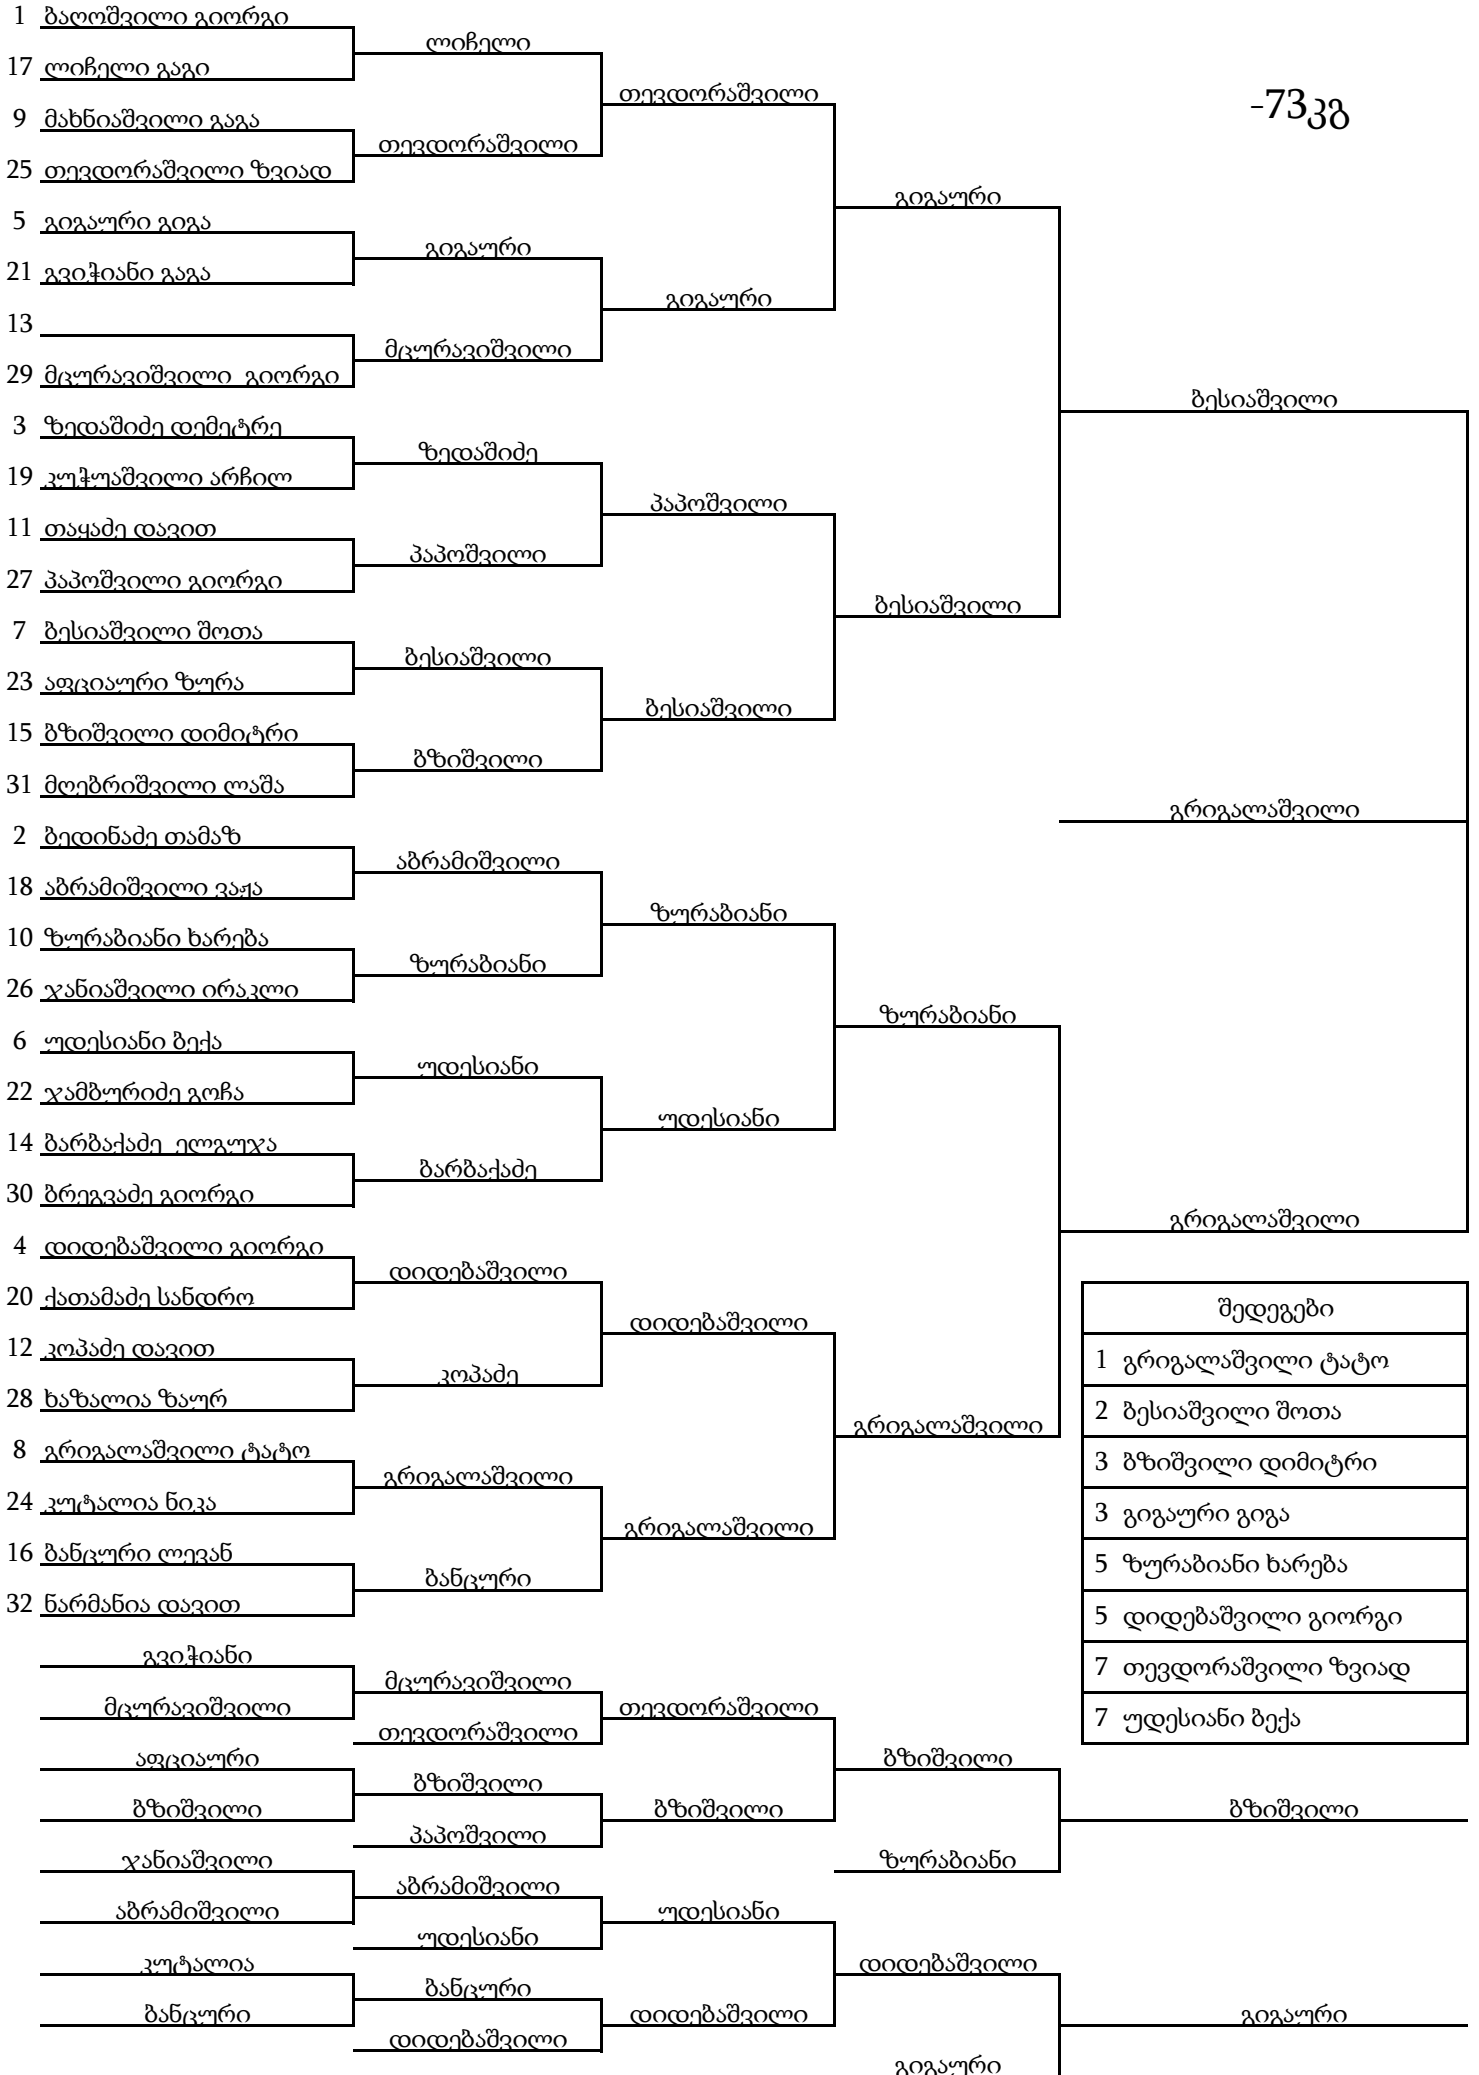 -73კგ
1 ბაღოშვილი გიორგი
17 ლიჩელი გაგი
9 მახნიაშვილი გაგა
25 თევდორაშვილი ზვიად
5 გიგაური გიგა
21 გვიჭიანი გაგა
13
29 მცურავიშვილი გიორგი
3 ზედაშიძე დემეტრე
19 კუჭუაშვილი არჩილ
11 თაყაძე დავით
27 პაპოშვილი გიორგი
7 ბესიაშვილი შოთა
23 აფციაური ზურა
15 ბზიშვილი დიმიტრი
31 მღებრიშვილი ლაშა
2 ბედინაძე თამაზ
18 აბრამიშვილი ვაჟა
10 ზურაბიანი ხარება
26 ჯანიაშვილი ირაკლი
6 უდესიანი ბექა
22 ჯამბურიძე გოჩა
14 ბარბაქაძე ელგუჯა
30 ბრეგვაძე გიორგი
4 დიდებაშვილი გიორგი
20 ქათამაძე სანდრო
12 კოპაძე დავით
28 ხაზალია ზაურ
8 გრიგალაშვილი ტატო
24 კუტალია ნიკა
16 ბანცური ლევან
32 ნარმანია დავით
ლიჩელი
თევდორაშვილი
გიგაური
მცურავიშვილი
ზედაშიძე
პაპოშვილი
ბესიაშვილი
ბზიშვილი
აბრამიშვილი
ზურაბიანი
უდესიანი
ბარბაქაძე
დიდებაშვილი
კოპაძე
გრიგალაშვილი
ბანცური
თევდორაშვილი
გიგაური
პაპოშვილი
ბესიაშვილი
ზურაბიანი
უდესიანი
დიდებაშვილი
გრიგალაშვილი
გიგაური
ბესიაშვილი
ზურაბიანი
გრიგალაშვილი
ბესიაშვილი
გრიგალაშვილი
გრიგალაშვილი
შედეგები
1 გრიგალაშვილი ტატო
2 ბესიაშვილი შოთა
3 ბზიშვილი დიმიტრი
3 გიგაური გიგა
5 ზურაბიანი ხარება
5 დიდებაშვილი გიორგი
7 თევდორაშვილი ზვიად
7 უდესიანი ბექა
გვიჭიანი
მცურავიშვილი
აფციაური
ბზიშვილი
ჯანიაშვილი
აბრამიშვილი
კუტალია
ბანცური
მცურავიშვილი
თევდორაშვილი
ბზიშვილი
პაპოშვილი
აბრამიშვილი
უდესიანი
ბანცური
დიდებაშვილი
თევდორაშვილი
ბზიშვილი
უდესიანი
დიდებაშვილი
ბზიშვილი
ზურაბიანი
დიდებაშვილი
გიგაური
ბზიშვილი
გიგაური